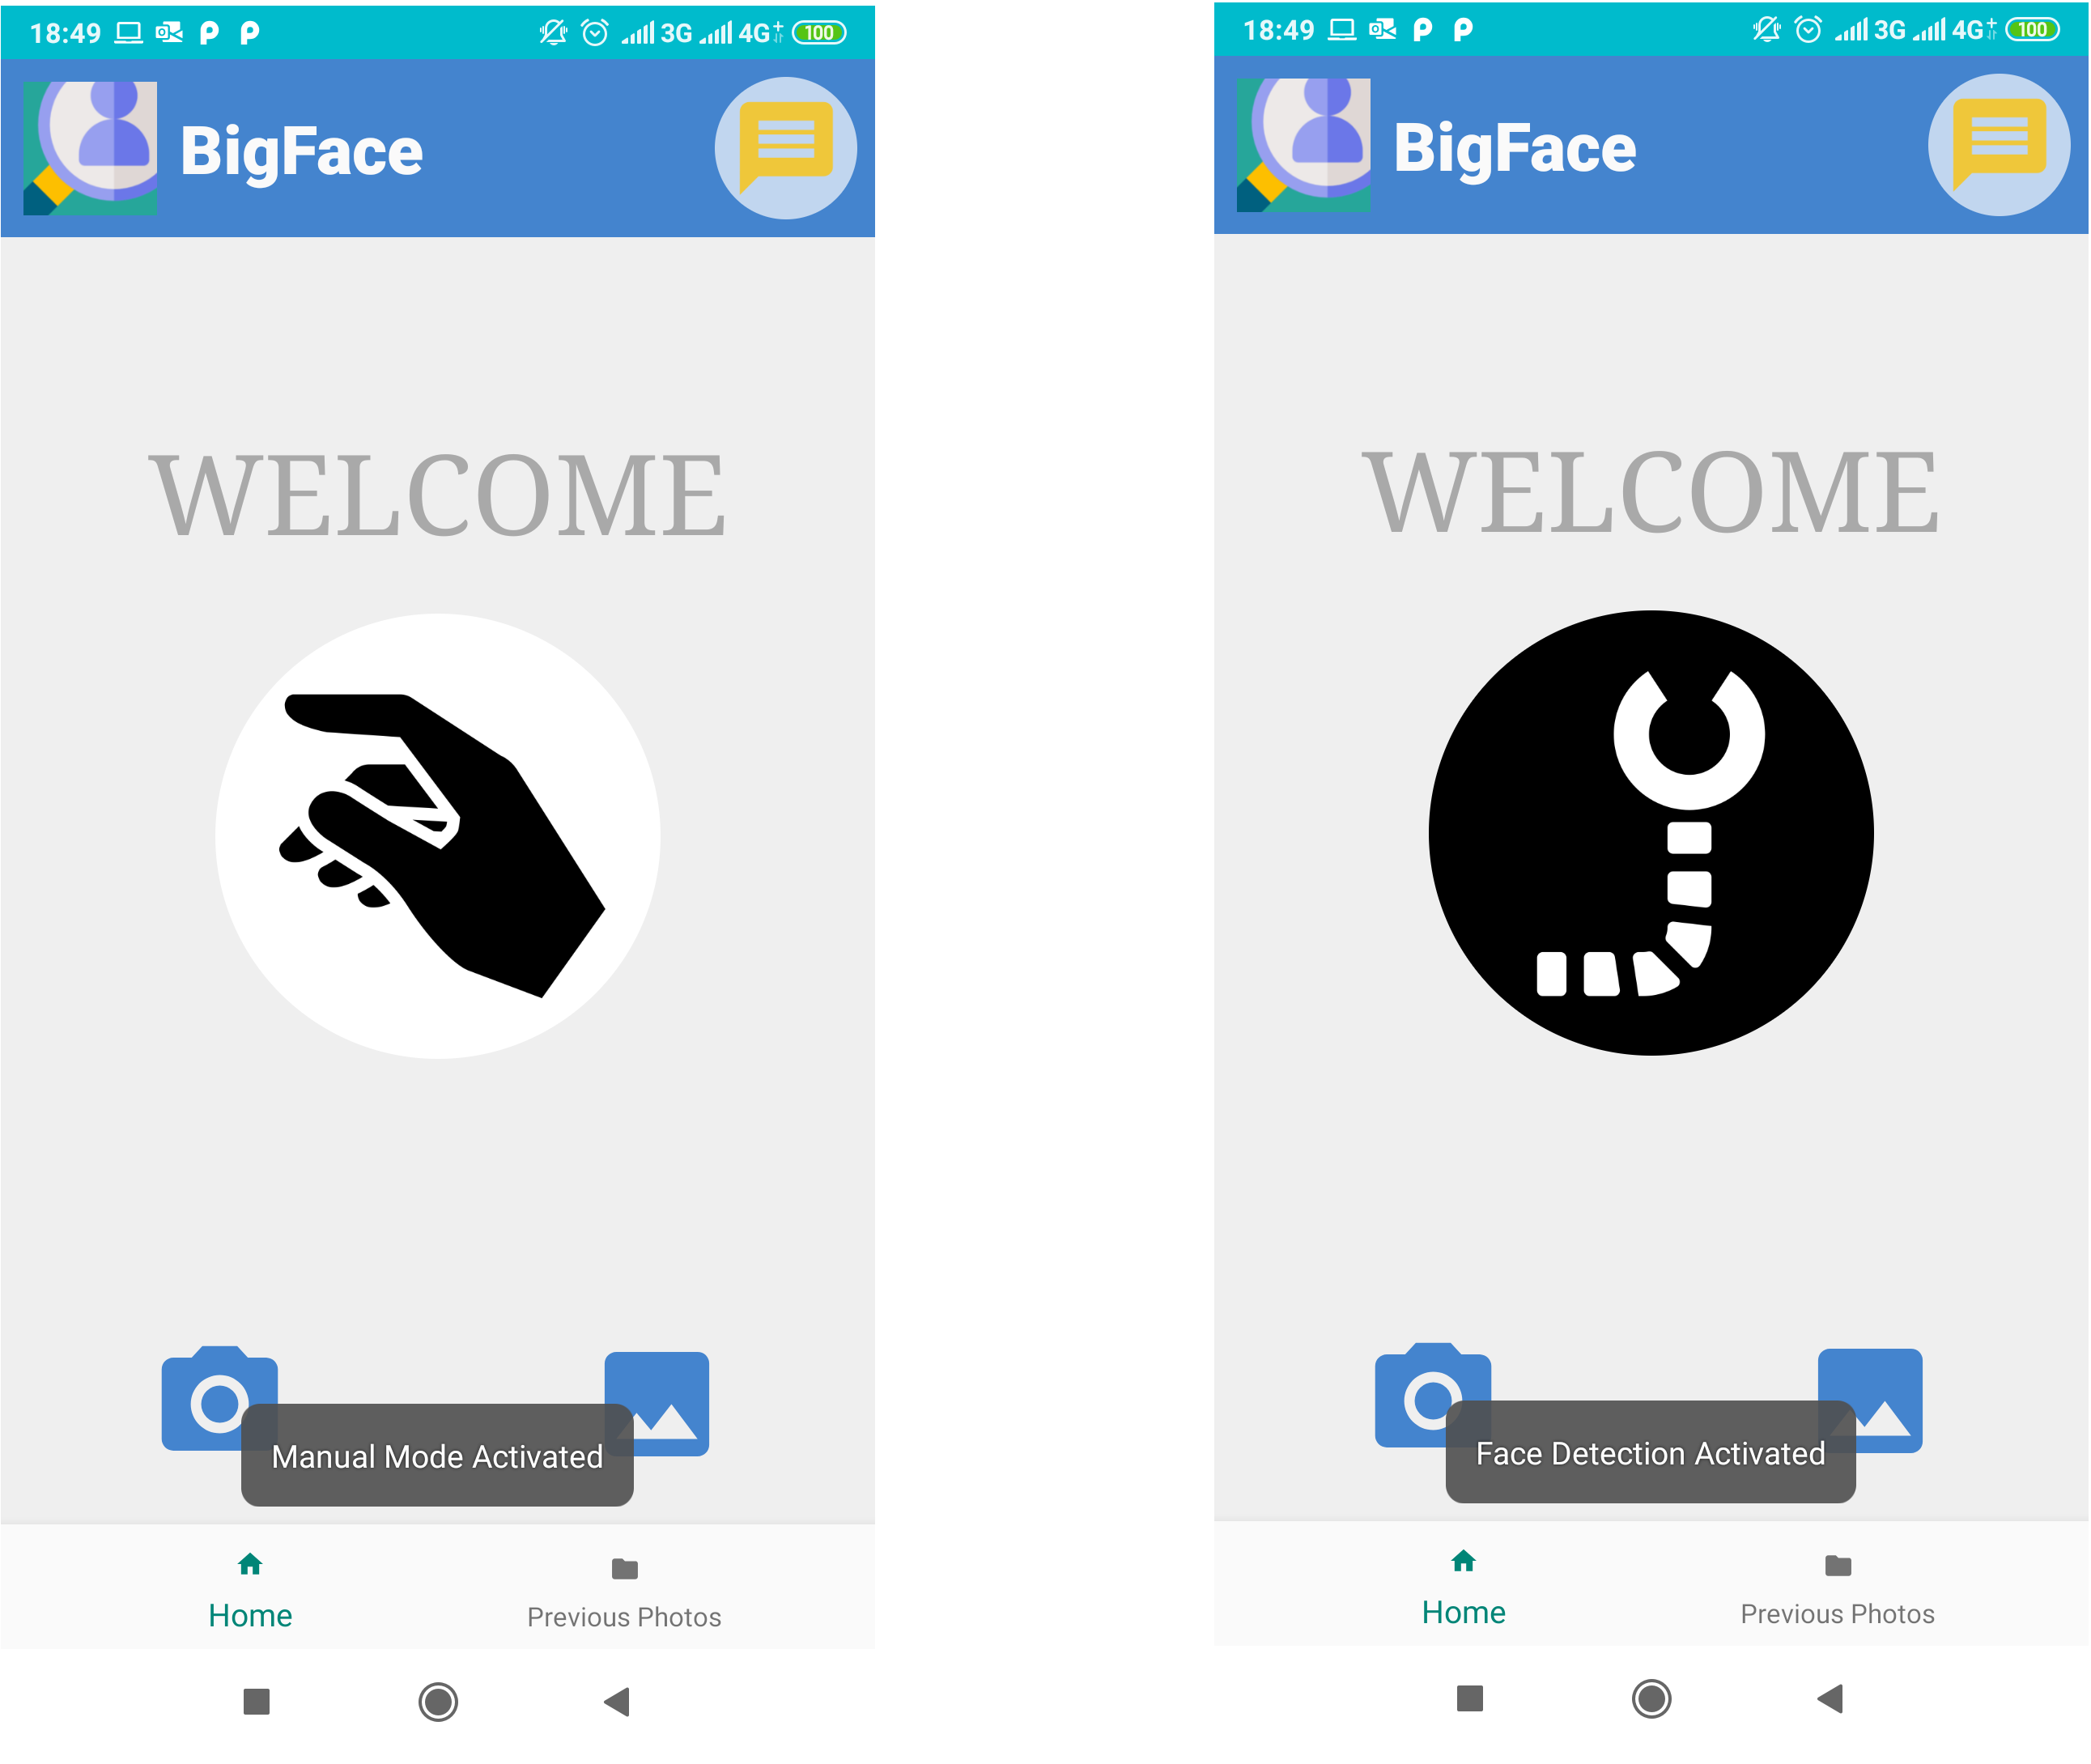 18:49 3G 4G+ 100
BigFace
WELCOME
Manual Mode Activated
Home Previous Photos
18:49 3G 4G+ 100
BigFace
WELCOME
Face Detection Activated
Home Previous Photos